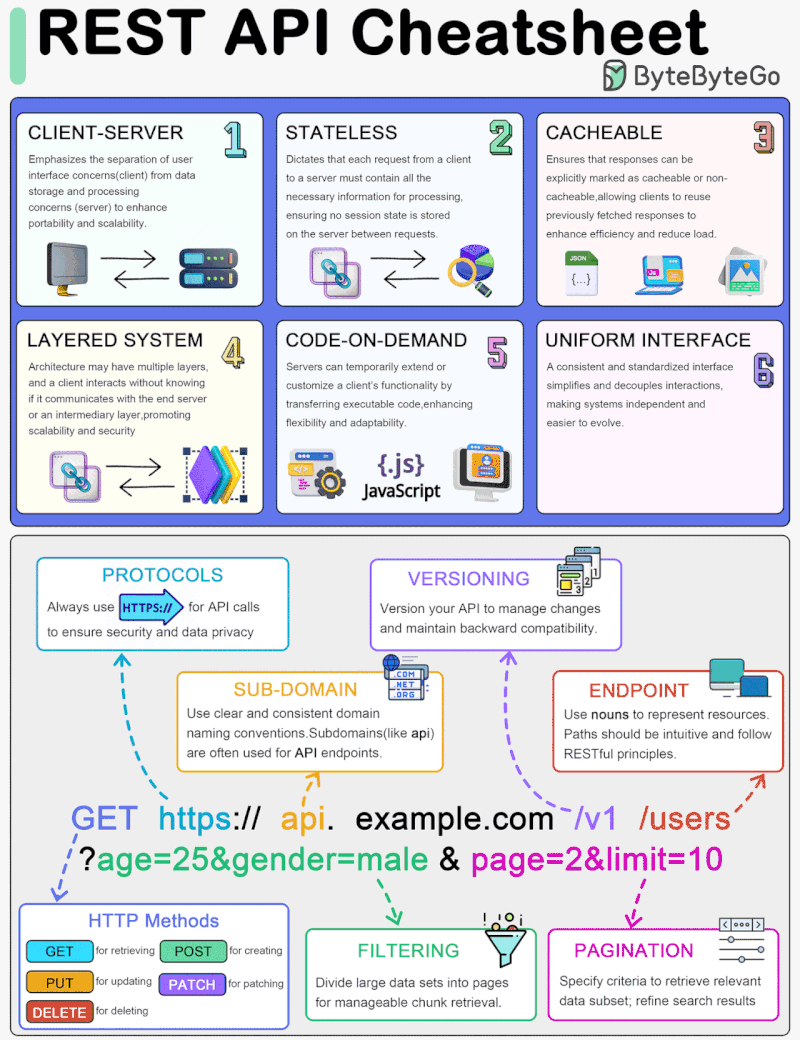 REST API Cheatsheet
ByteByteGo
CLIENT-SERVER
1
Emphasizes the separation of user
interface concerns(client) from data
storage and processing
concerns (server) to enhance
portability and scalability.
STATELESS
2
Dictates that each request from a client
to a server must contain all the
necessary information for processing,
ensuring no session state is stored
on the server between requests.
CACHEABLE
3
Ensures that responses can be
explicitly marked as cacheable or non-
cacheable,allowing clients to reuse
previously fetched responses to
enhance efficiency and reduce load.
JSON
{...}
LAYERED SYSTEM
4
Architecture may have multiple layers,
and a client interacts without knowing
if it communicates with the end server
or an intermediary layer,promoting
scalability and security
CODE-ON-DEMAND
5
Servers can temporarily extend or
customize a client's functionality by
transferring executable code,enhancing
flexibility and adaptability.
</>
{.js}
JavaScript
UNIFORM INTERFACE
6
A consistent and standardized interface
simplifies and decouples interactions,
making systems independent and
easier to evolve.
PROTOCOLS
Always use HTTPS:// for API calls
to ensure security and data privacy
VERSIONING
1
2
3
Version your API to manage changes
and maintain backward compatibility.
SUB-DOMAIN
.COM
.NET
.ORG
Use clear and consistent domain
naming conventions.Subdomains(like api)
are often used for API endpoints.
ENDPOINT
Use nouns to represent resources.
Paths should be intuitive and follow
RESTful principles.
GET https:// api. example.com /v1 /users
?age=25&gender=male & page=2&limit=10
HTTP Methods
GET for retrieving POST for creating
PUT for updating PATCH for patching
DELETE for deleting
FILTERING
Divide large data sets into pages
for manageable chunk retrieval.
PAGINATION
Specify criteria to retrieve relevant
data subset; refine search results